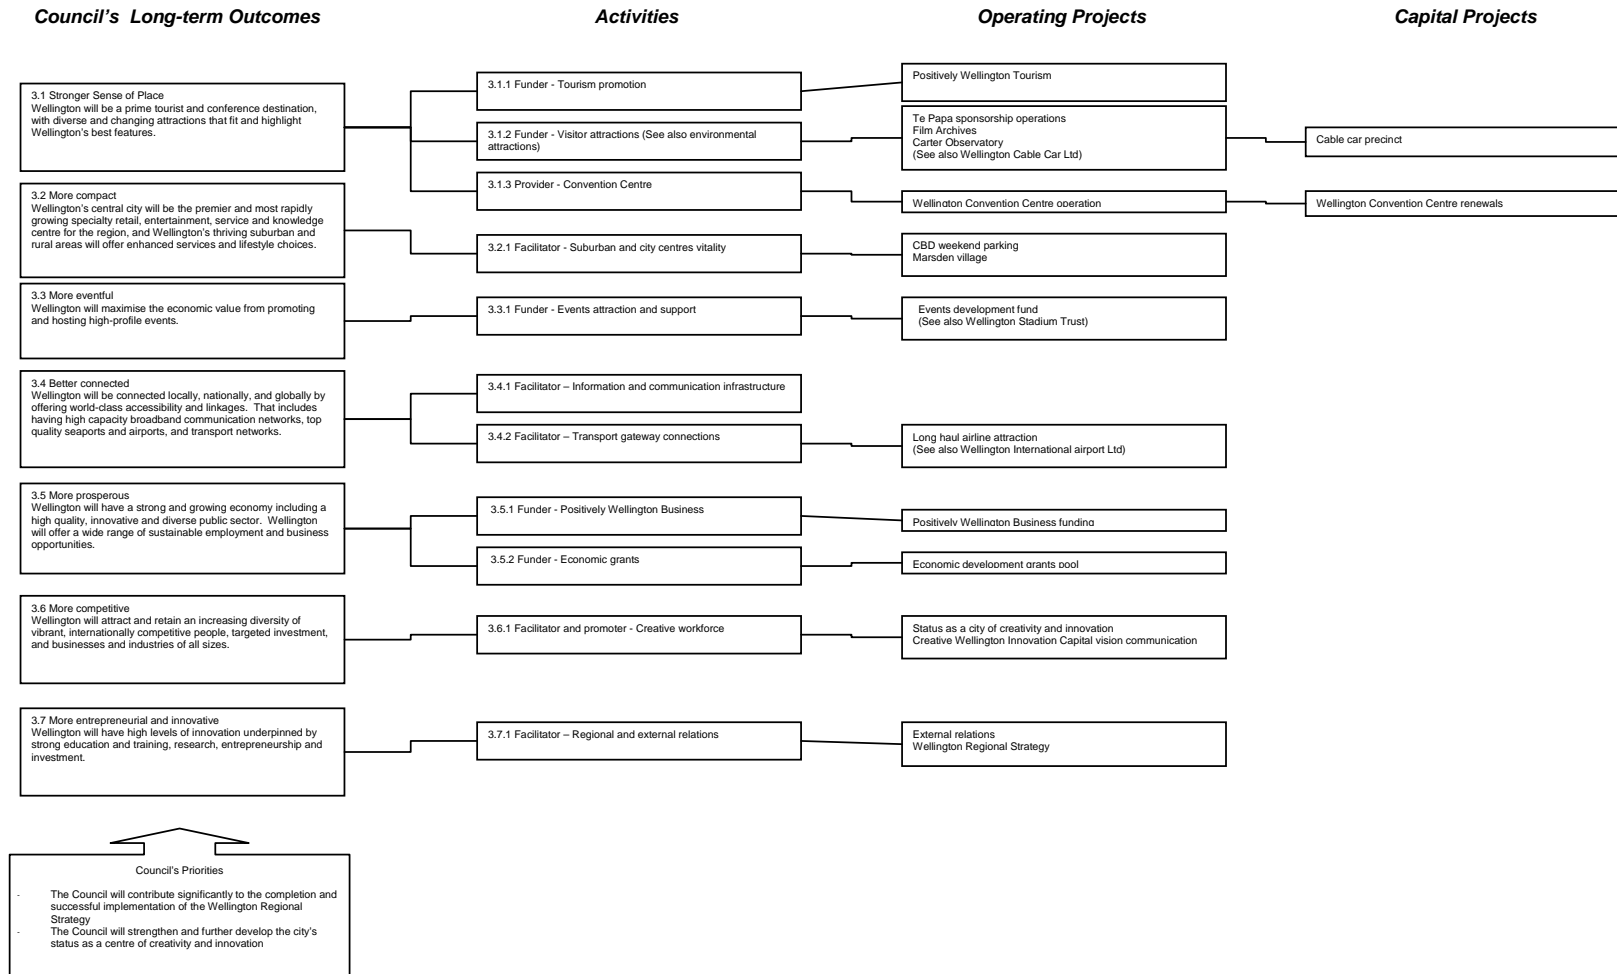 Council's  Long-term Outcomes
Activities
Operating Projects
Capital Projects
3.1 Stronger Sense of Place
Wellington will be a prime tourist and conference destination,
with diverse and changing attractions that fit and highlight
Wellington's best features.
3.2 More compact
Wellington's central city will be the premier and most rapidly
growing specialty retail, entertainment, service and knowledge
centre for the region, and Wellington's thriving suburban and
rural areas will offer enhanced services and lifestyle choices.
3.3 More eventful
Wellington will maximise the economic value from promoting
and hosting high-profile events.
3.4 Better connected
Wellington will be connected locally, nationally, and globally by
offering world-class accessibility and linkages.  That includes
having high capacity broadband communication networks, top
quality seaports and airports, and transport networks.
3.5 More prosperous
Wellington will have a strong and growing economy including a
high quality, innovative and diverse public sector.  Wellington
will offer a wide range of sustainable employment and business
opportunities.
3.6 More competitive
Wellington will attract and retain an increasing diversity of
vibrant, internationally competitive people, targeted investment,
and businesses and industries of all sizes.
3.7 More entrepreneurial and innovative
Wellington will have high levels of innovation underpinned by
strong education and training, research, entrepreneurship and
investment.
Council's Priorities
- The Council will contribute significantly to the completion and
successful implementation of the Wellington Regional
Strategy
- The Council will strengthen and further develop the city's
status as a centre of creativity and innovation
3.1.1 Funder - Tourism promotion
3.1.2 Funder - Visitor attractions (See also environmental
attractions)
3.1.3 Provider - Convention Centre
3.2.1 Facilitator - Suburban and city centres vitality
3.3.1 Funder - Events attraction and support
3.4.1 Facilitator – Information and communication infrastructure
3.4.2 Facilitator – Transport gateway connections
3.5.1 Funder - Positively Wellington Business
3.5.2 Funder - Economic grants
3.6.1 Facilitator and promoter - Creative workforce
3.7.1 Facilitator – Regional and external relations
Positively Wellington Tourism
Te Papa sponsorship operations
Film Archives
Carter Observatory
(See also Wellington Cable Car Ltd)
Wellington Convention Centre operation
CBD weekend parking
Marsden village
Events development fund
(See also Wellington Stadium Trust)
Long haul airline attraction
(See also Wellington International airport Ltd)
Positively Wellington Business funding
Economic development grants pool
Status as a city of creativity and innovation
Creative Wellington Innovation Capital vision communication
External relations
Wellington Regional Strategy
Cable car precinct
Wellington Convention Centre renewals